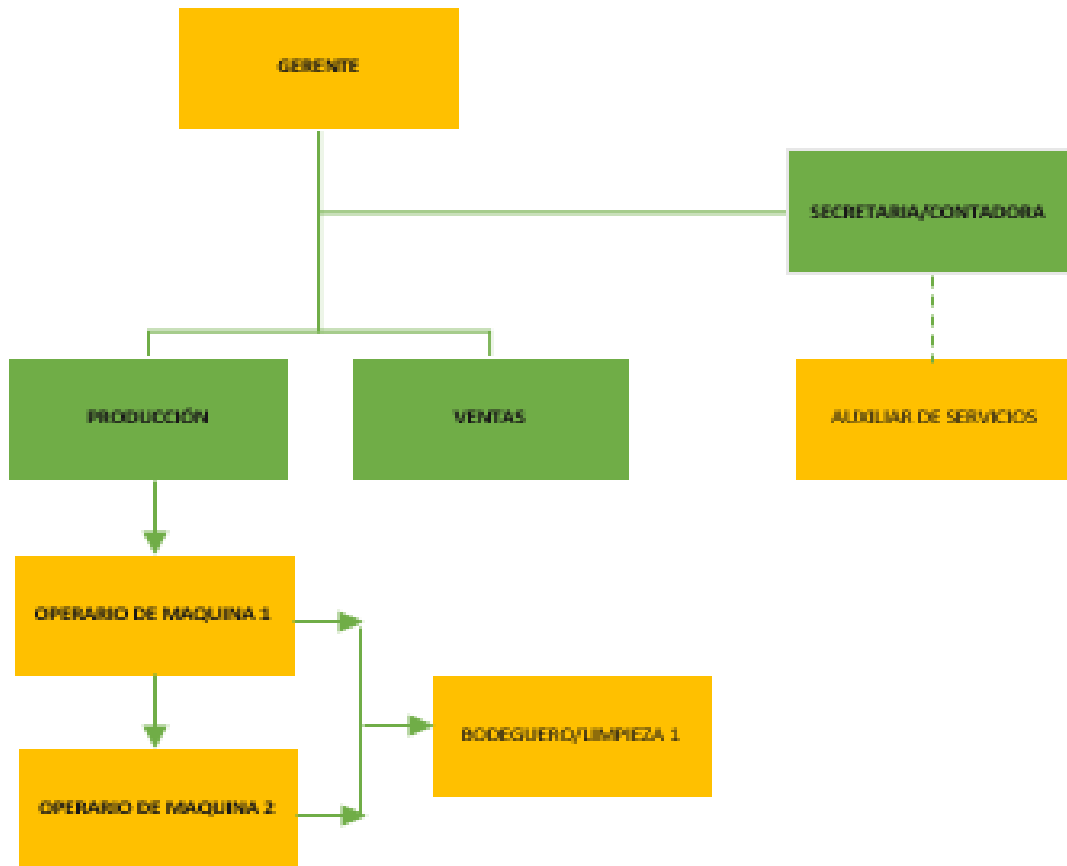 GERENTE
SECRETARIA/CONTADORA
PRODUCCIÓN
VENTAS
AUXILIAR DE SERVICIOS
OPERARIO DE MAQUINA 1
BODEGUERO/LIMPIEZA 1
OPERARIO DE MAQUINA 2